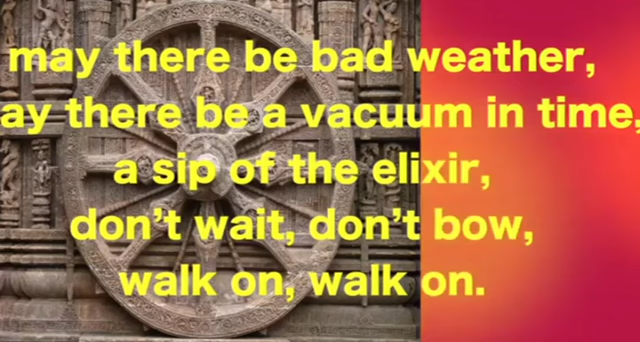 may there be bad weather,
ay there be a vacuum in time,
a sip of the elixir,
don't wait, don't bow,
walk on, walk on.